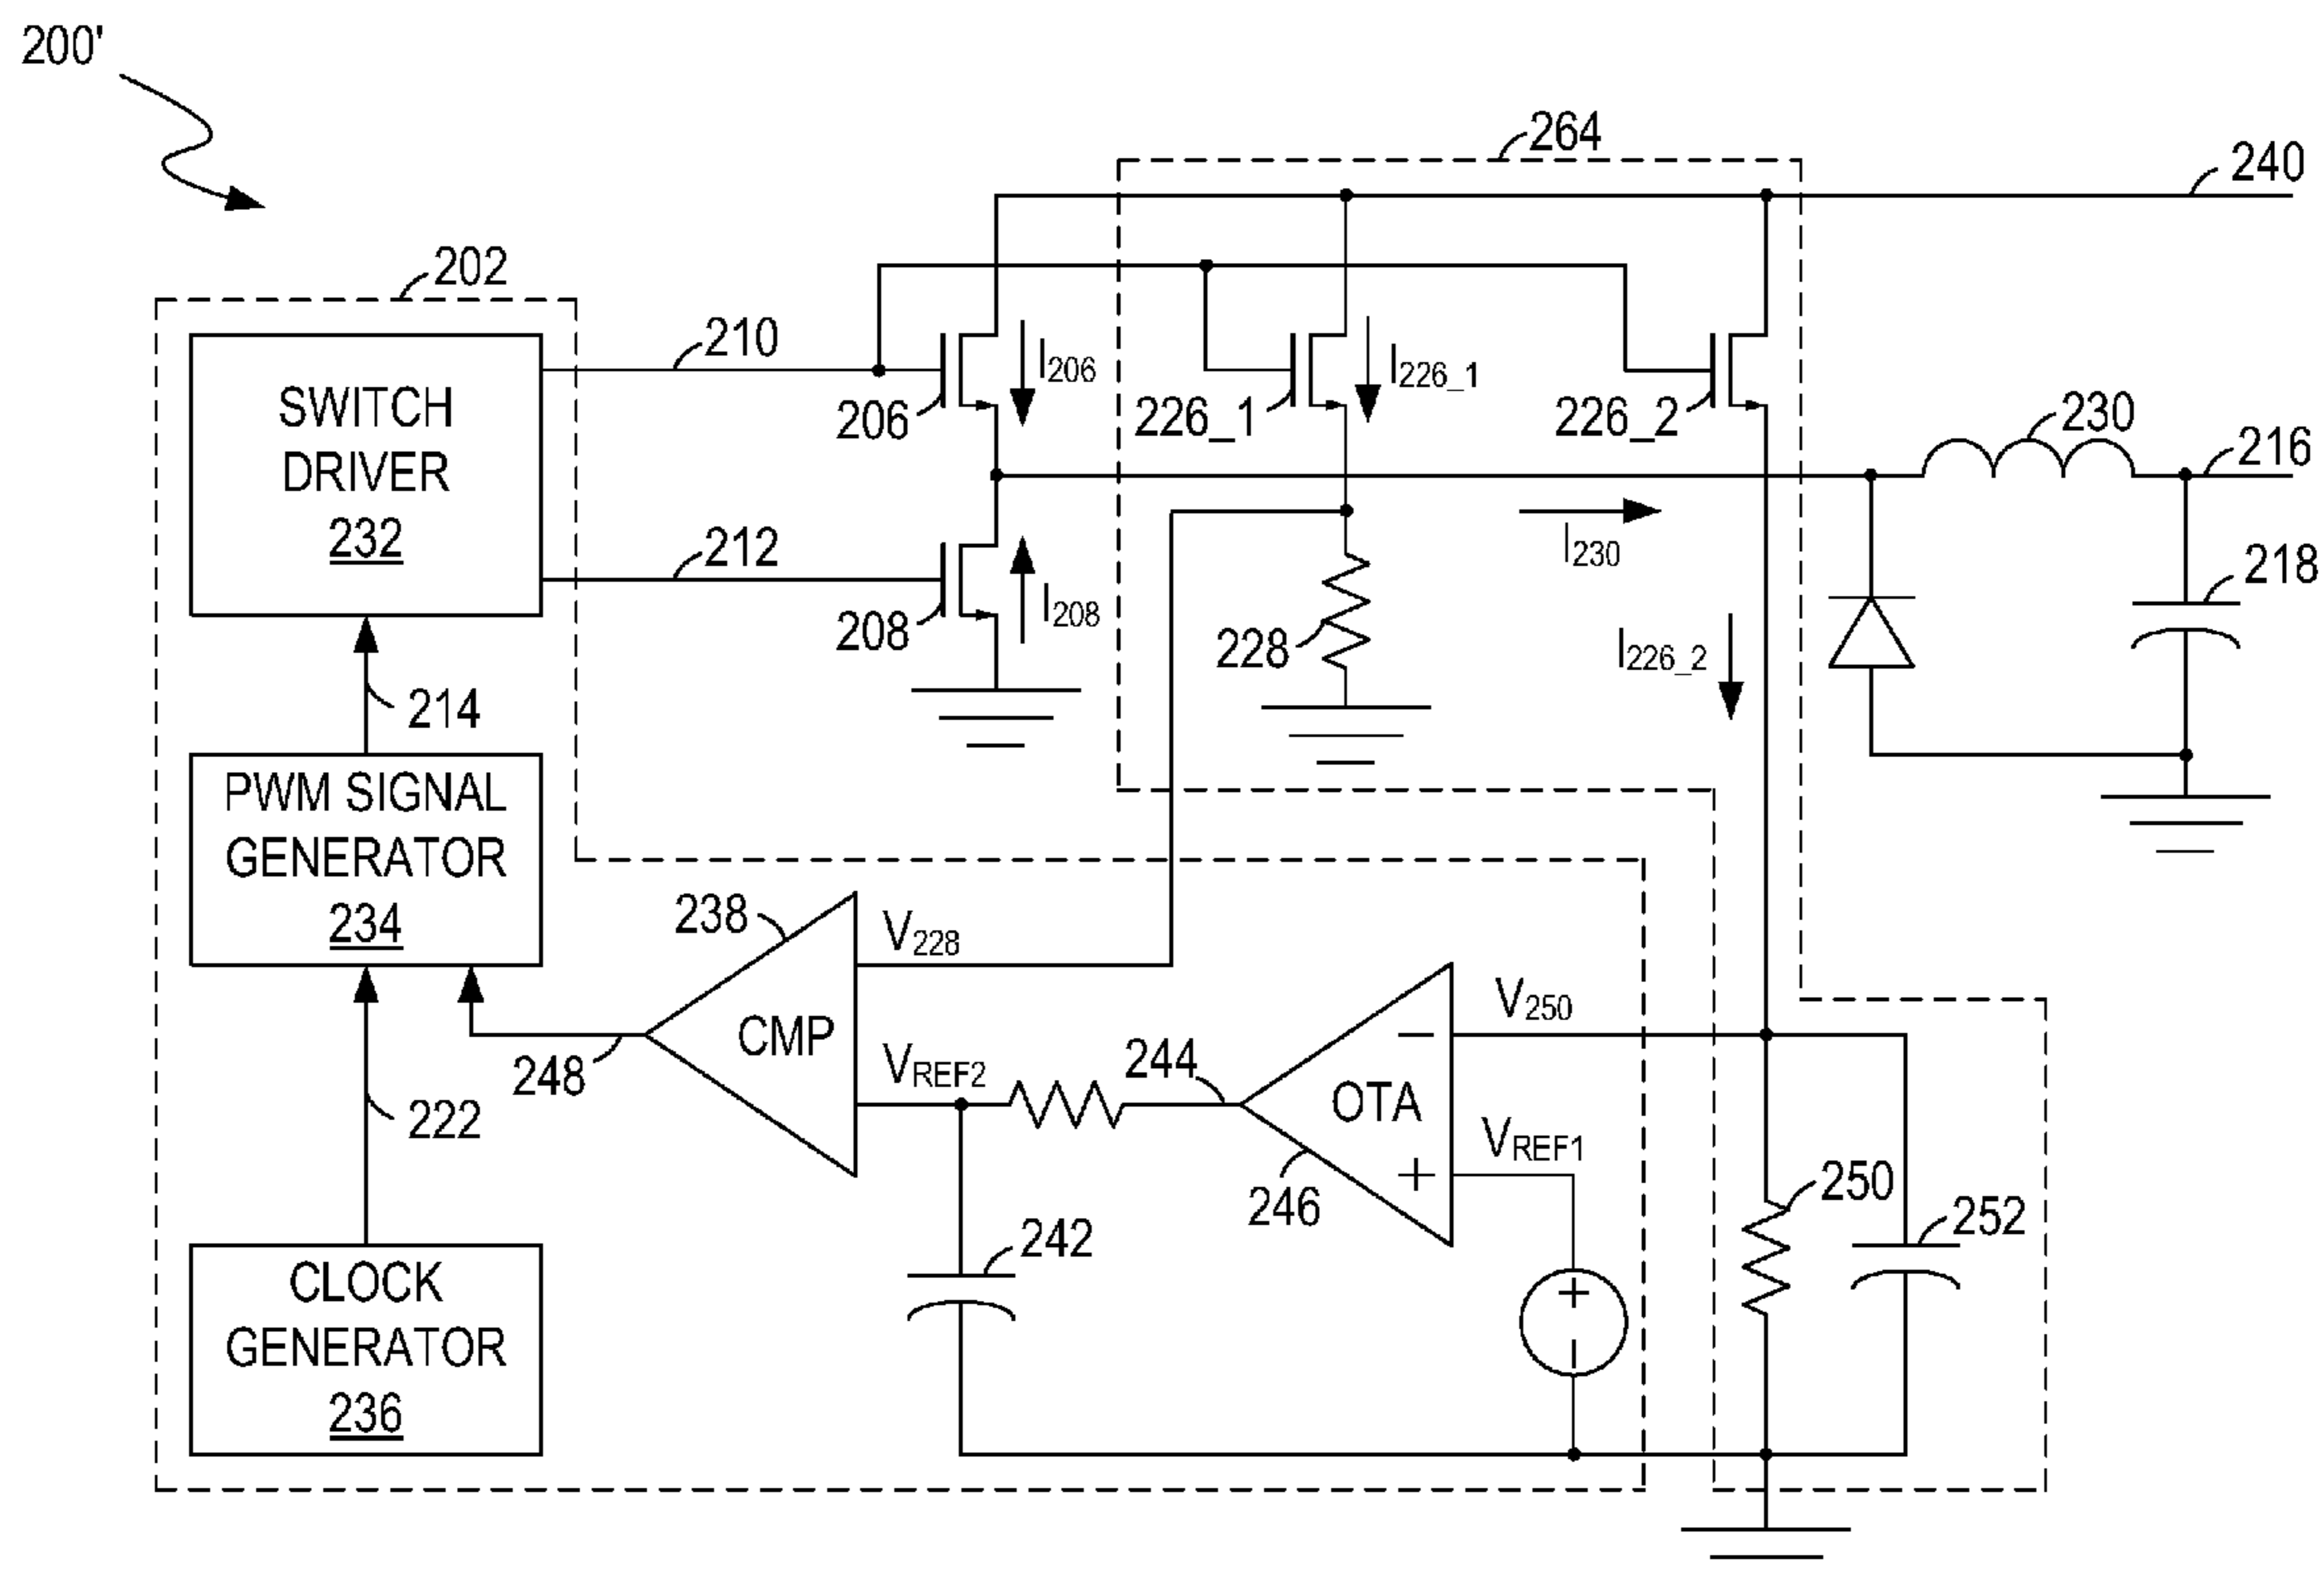 200'
264
240
202
210
I206
I226_1
206
226_1
226_2
230
216
SWITCH
DRIVER
232
212
I230
218
208
I208
228
I226_2
214
PWM SIGNAL
GENERATOR
234
238
V228
CMP
V250
248
VREF2
244
OTA
222
VREF1
246
250
252
242
CLOCK
GENERATOR
236